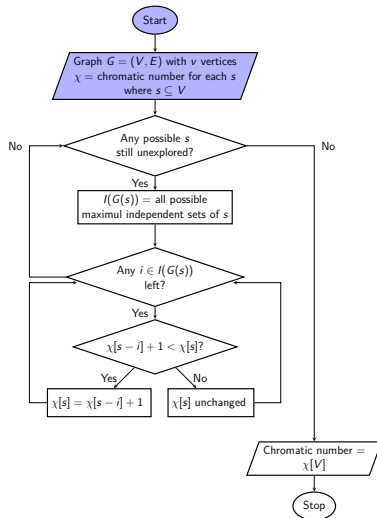 Start
Graph G = (V, E) with v vertices
χ = chromatic number for each s
where s ⊆ V
Any possible s
still unexplored?
No
No
Yes
I(G(s)) = all possible
maximul independent sets of s
Any i ∈ I(G(s))
left?
Yes
χ[s − i] + 1 < χ[s]?
Yes
No
χ[s] = χ[s − i] + 1
χ[s] unchanged
Chromatic number =
χ[V]
Stop